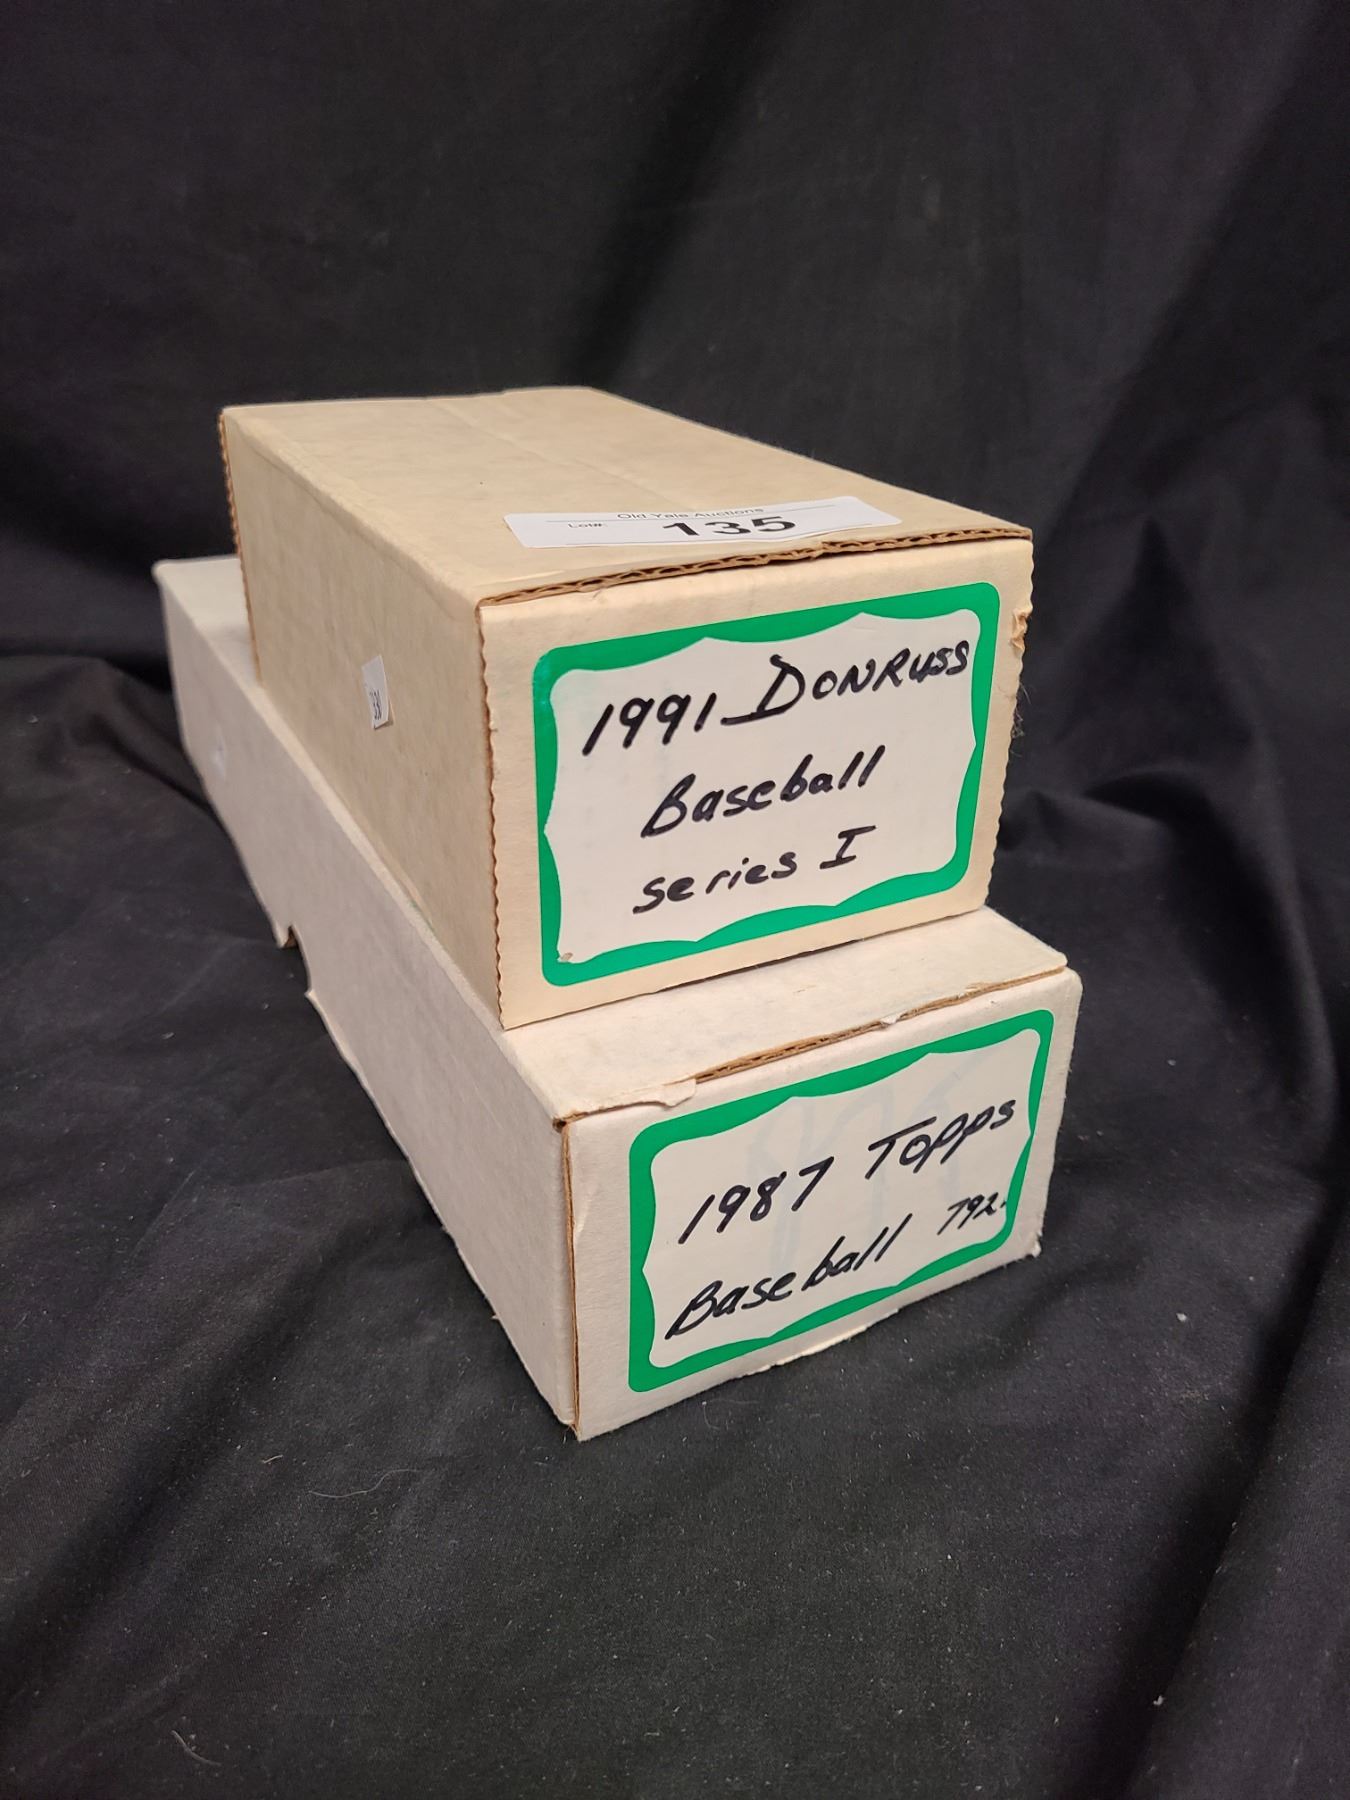 Old Yale Auctions
Lot#: 135
1991 DONRUSS
Baseball
series I
1987 Topps
Baseball 792.